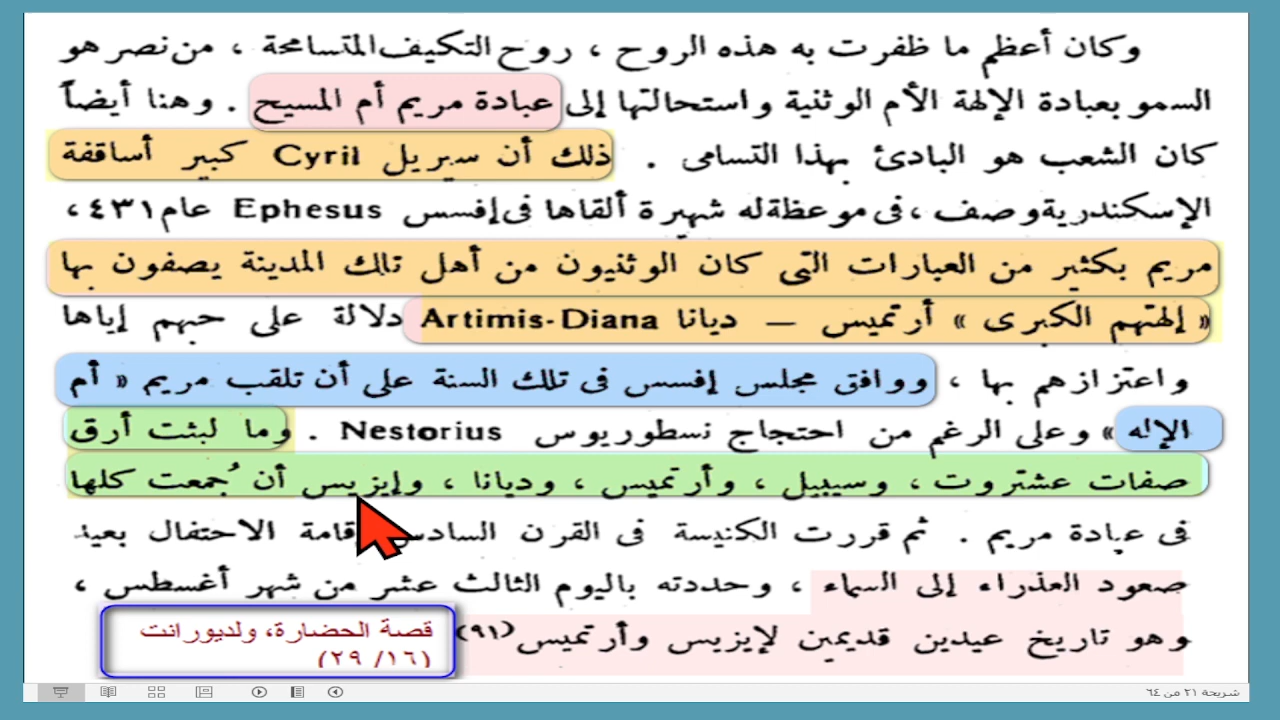 وكان أعظم ما ظفرت به هذه الروح ، روح التكيف المتسامحة ، من نصر هو
السمو بعبادة الإلهة الأم الوثنية واستحالتها إلى عبادة مريم أم المسيح . وهنا أيضاً
كان الشعب هو البادئ بهذا التسامى . ذلك أن سيريل Cyril كبير أساقفة
الإسكندرية وصف ، فى موعظة له شهيرة ألقاها فى إفسس Ephesus عام ٤٣١ ،
مريم بكثير من العبارات التى كان الوثنيون من أهل تلك المدينة يصفون بها
« إلهتهم الكبرى » أرتميس — ديانا Artimis-Diana دلالة على حبهم إياها
واعتزازهم بها ، ووافق مجلس إفسس فى تلك السنة على أن تلقب مريم « أم
الإله » وعلى الرغم من احتجاج نسطوريوس Nestorius . وما لبثت أرق
صفات عشتروت ، وسيبيل ، وأرتميس ، وديانا ، وإيزيس أن جُمعت كلها
فى عبادة مريم . ثم قررت الكنيسة فى القرن السادس إقامة الاحتفال بعيد
صعود العذراء إلى السماء ، وحددته باليوم الثالث عشر من شهر أغسطس ،
وهو تاريخ عيدين قديمين لإيزيس وأرتميس (٩١)
قصة الحضارة، ولديورانت
(١٦/ ٢٩)
شريحة ٢١ من ٦٤